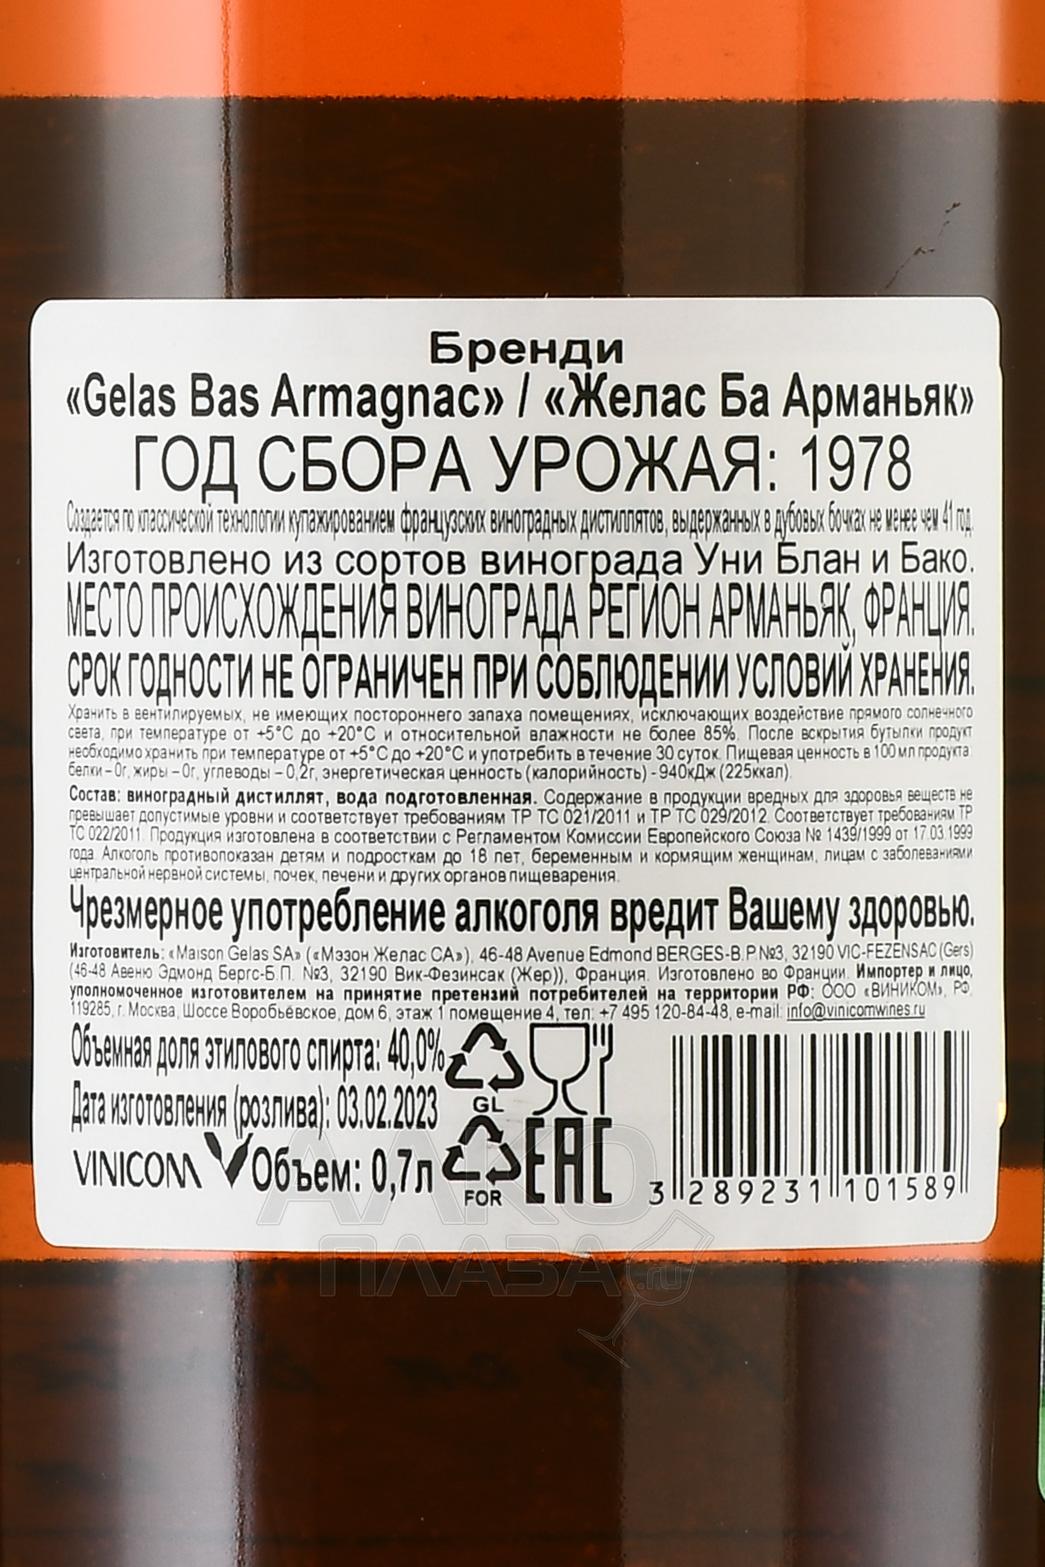 Бренди
«Gelas Bas Armagnac» / «Желас Ба Арманьяк»
ГОД СБОРА УРОЖАЯ: 1978
Создается по классической технологии купажированием французских виноградных дистиллятов, выдержанных в дубовых бочках не менее чем 41 год.
Изготовлено из сортов винограда Уни Блан и Бако.
МЕСТО ПРОИСХОЖДЕНИЯ ВИНОГРАДА РЕГИОН АРМАНЬЯК, ФРАНЦИЯ.
СРОК ГОДНОСТИ НЕ ОГРАНИЧЕН ПРИ СОБЛЮДЕНИИ УСЛОВИЙ ХРАНЕНИЯ.
Хранить в вентилируемых, не имеющих постороннего запаха помещениях, исключающих воздействие прямого солнечного
света, при температуре от +5°С до +20°С и относительной влажности не более 85%. После вскрытия бутылки продукт
необходимо хранить при температуре от +5°С до +20°С и употребить в течение 30 суток. Пищевая ценность в 100 мл продукта:
белки – 0г, жиры – 0г, углеводы – 0,2г, энергетическая ценность (калорийность) - 940кДж (225ккал).
Состав: виноградный дистиллят, вода подготовленная. Содержание в продукции вредных для здоровья веществ не
превышает допустимые уровни и соответствует требованиям ТР ТС 021/2011 и ТР ТС 029/2012. Соответствует требованиям ТР
ТС 022/2011. Продукция изготовлена в соответствии с Регламентом Комиссии Европейского Союза № 1439/1999 от 17.03.1999
года. Алкоголь противопоказан детям и подросткам до 18 лет, беременным и кормящим женщинам, лицам с заболеваниями
центральной нервной системы, почек, печени и других органов пищеварения.
Чрезмерное употребление алкоголя вредит Вашему здоровью.
Изготовитель: «Maison Gelas SA» («Мэзон Желас СА»), 46-48 Avenue Edmond BERGES-B.P.№3, 32190 VIC-FEZENSAC (Gers)
(46-48 Авеню Эдмонд Бергс-Б.П. №3, 32190 Вик-Фезинсак (Жер)), Франция. Изготовлено во Франции. Импортер и лицо,
уполномоченное изготовителем на принятие претензий потребителей на территории РФ: ООО «ВИНИКОМ», РФ,
119285, г. Москва, Шоссе Воробьёвское, дом 6, этаж 1 помещение 4, тел: +7 495 120-84-48, e-mail: info@vinicomwines.ru
Объемная доля этилового спирта: 40,0%
Дата изготовления (розлива): 03.02.2023
GL
VINICOM Объем: 0,7л
FOR
EAC
3 289231 101589
АЛКО
ПЛАЗА.ru